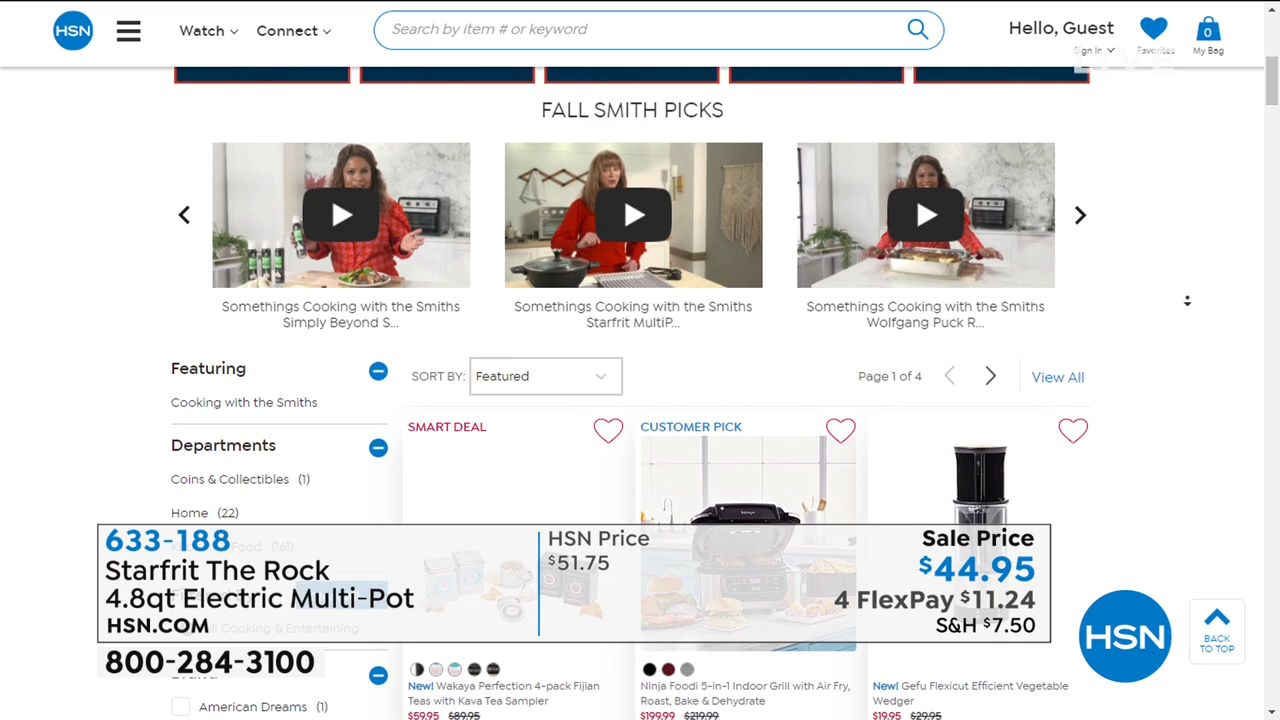 HSN
Watch
Connect
Search by item # or keyword
Hello, Guest
Sign In
Favorites
0
My Bag
LIVE
FALL SMITH PICKS
Somethings Cooking with the Smiths
Simply Beyond S...
Somethings Cooking with the Smiths
Starfrit MultiP...
Somethings Cooking with the Smiths
Wolfgang Puck R...
Featuring
Cooking with the Smiths
SORT BY:
Featured
Page 1 of 4
View All
Departments
Coins & Collectibles (1)
Home (22)
Food (161)
SMART DEAL
CUSTOMER PICK
633-188
Starfrit The Rock
4.8qt Electric Multi-Pot
HSN.COM
800-284-3100
HSN Price
$51.75
Sale Price
$44.95
4 FlexPay $11.24
S&H $7.50
Cooking & Entertaining
HSN
BACK
TO TOP
American Dreams (1)
New! Wakaya Perfection 4-pack Fijian
Teas with Kava Tea Sampler
$59.95 $89.95
Ninja Foodi 5-in-1 Indoor Grill with Air Fry,
Roast, Bake & Dehydrate
$199.99 $219.99
New! Gefu Flexicut Efficient Vegetable
Wedger
$19.95 $29.95